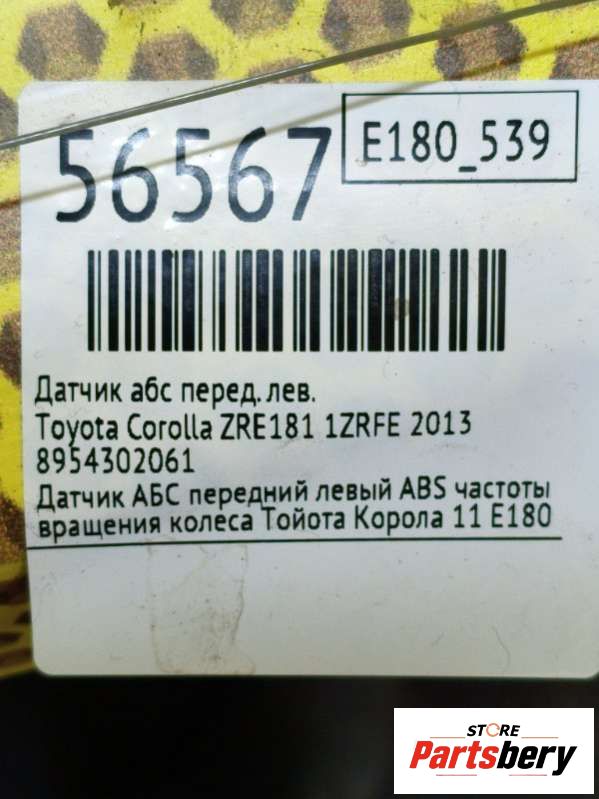 56567
E180_539
Датчик абс перед. лев.
Toyota Corolla ZRE181 1ZRFE 2013
8954302061
Датчик АБС передний левый ABS частоты
вращения колеса Тойота Корола 11 E180
STORE
Partsbery